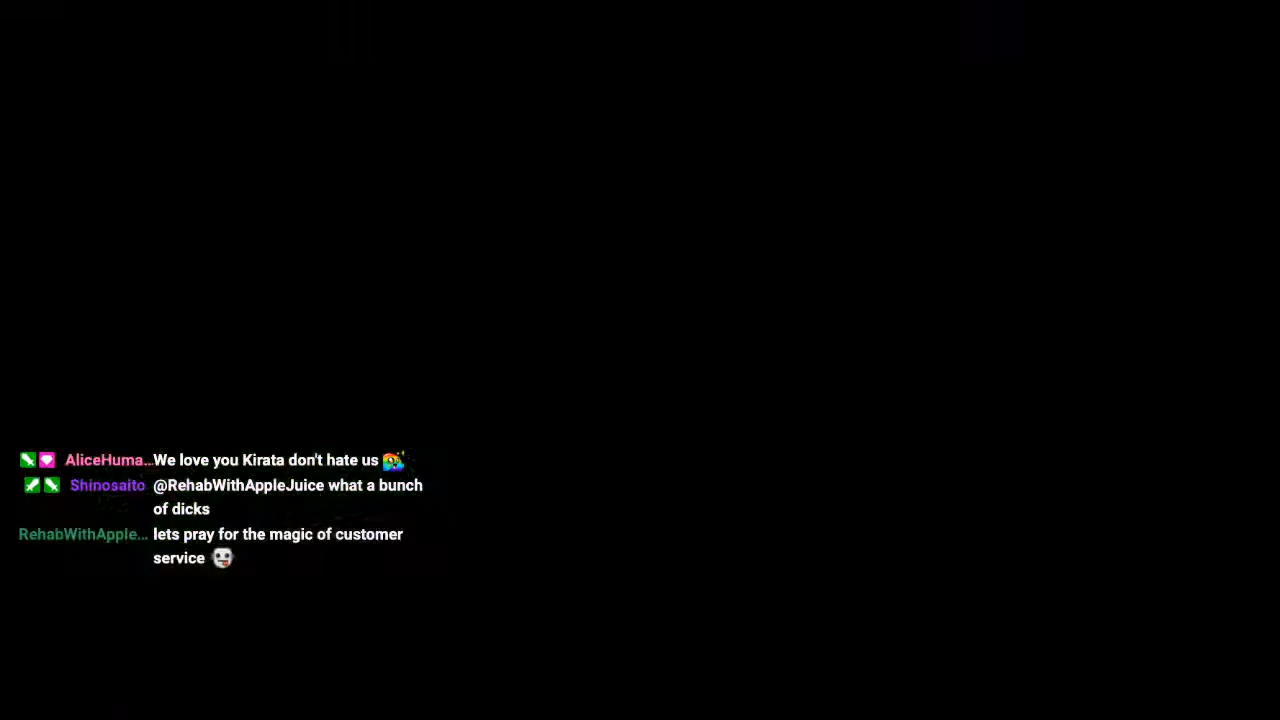 AliceHuma… We love you Kirata don't hate us
Shinosaito @RehabWithAppleJuice what a bunch
of dicks
RehabWithApple… lets pray for the magic of customer
service